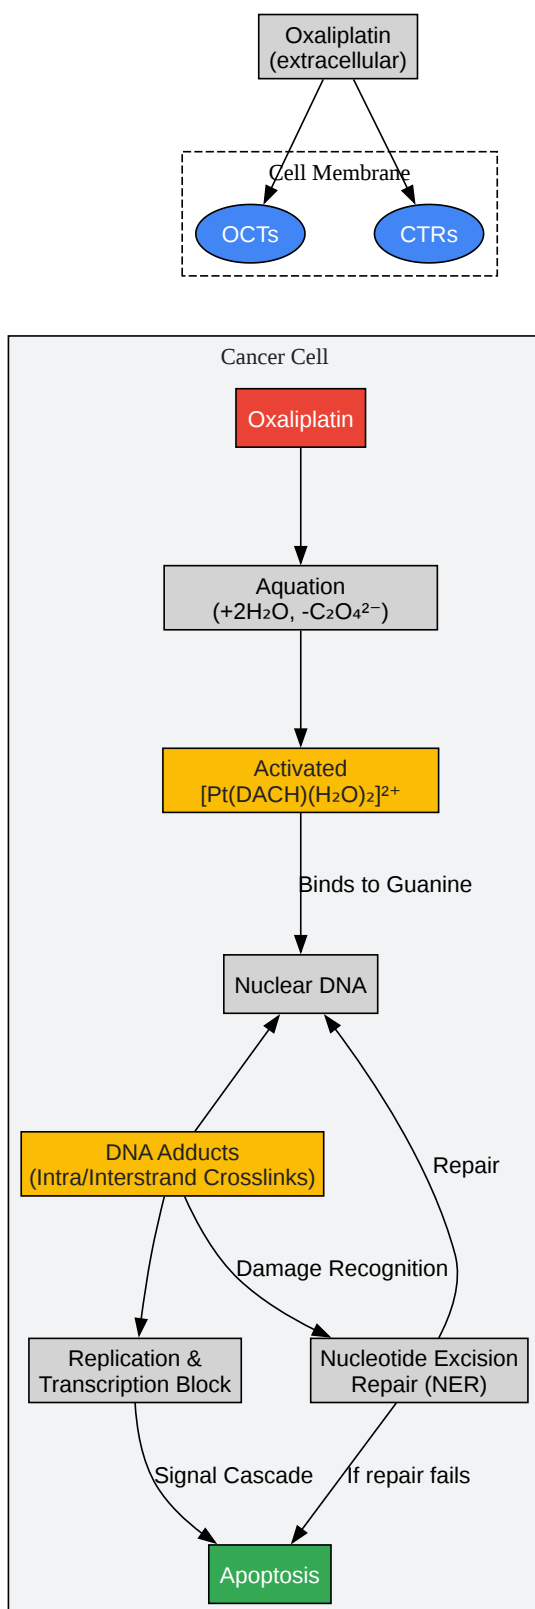 Oxaliplatin
(extracellular)
Cell Membrane
OCTs
CTRs
Cancer Cell
Oxaliplatin
Aquation
(+2H₂O, -C₂O₄²⁻)
Activated
[Pt(DACH)(H₂O)₂]²⁺
Binds to Guanine
Nuclear DNA
DNA Adducts
(Intra/Interstrand Crosslinks)
Repair
Damage Recognition
Replication &
Transcription Block
Nucleotide Excision
Repair (NER)
Signal Cascade
If repair fails
Apoptosis